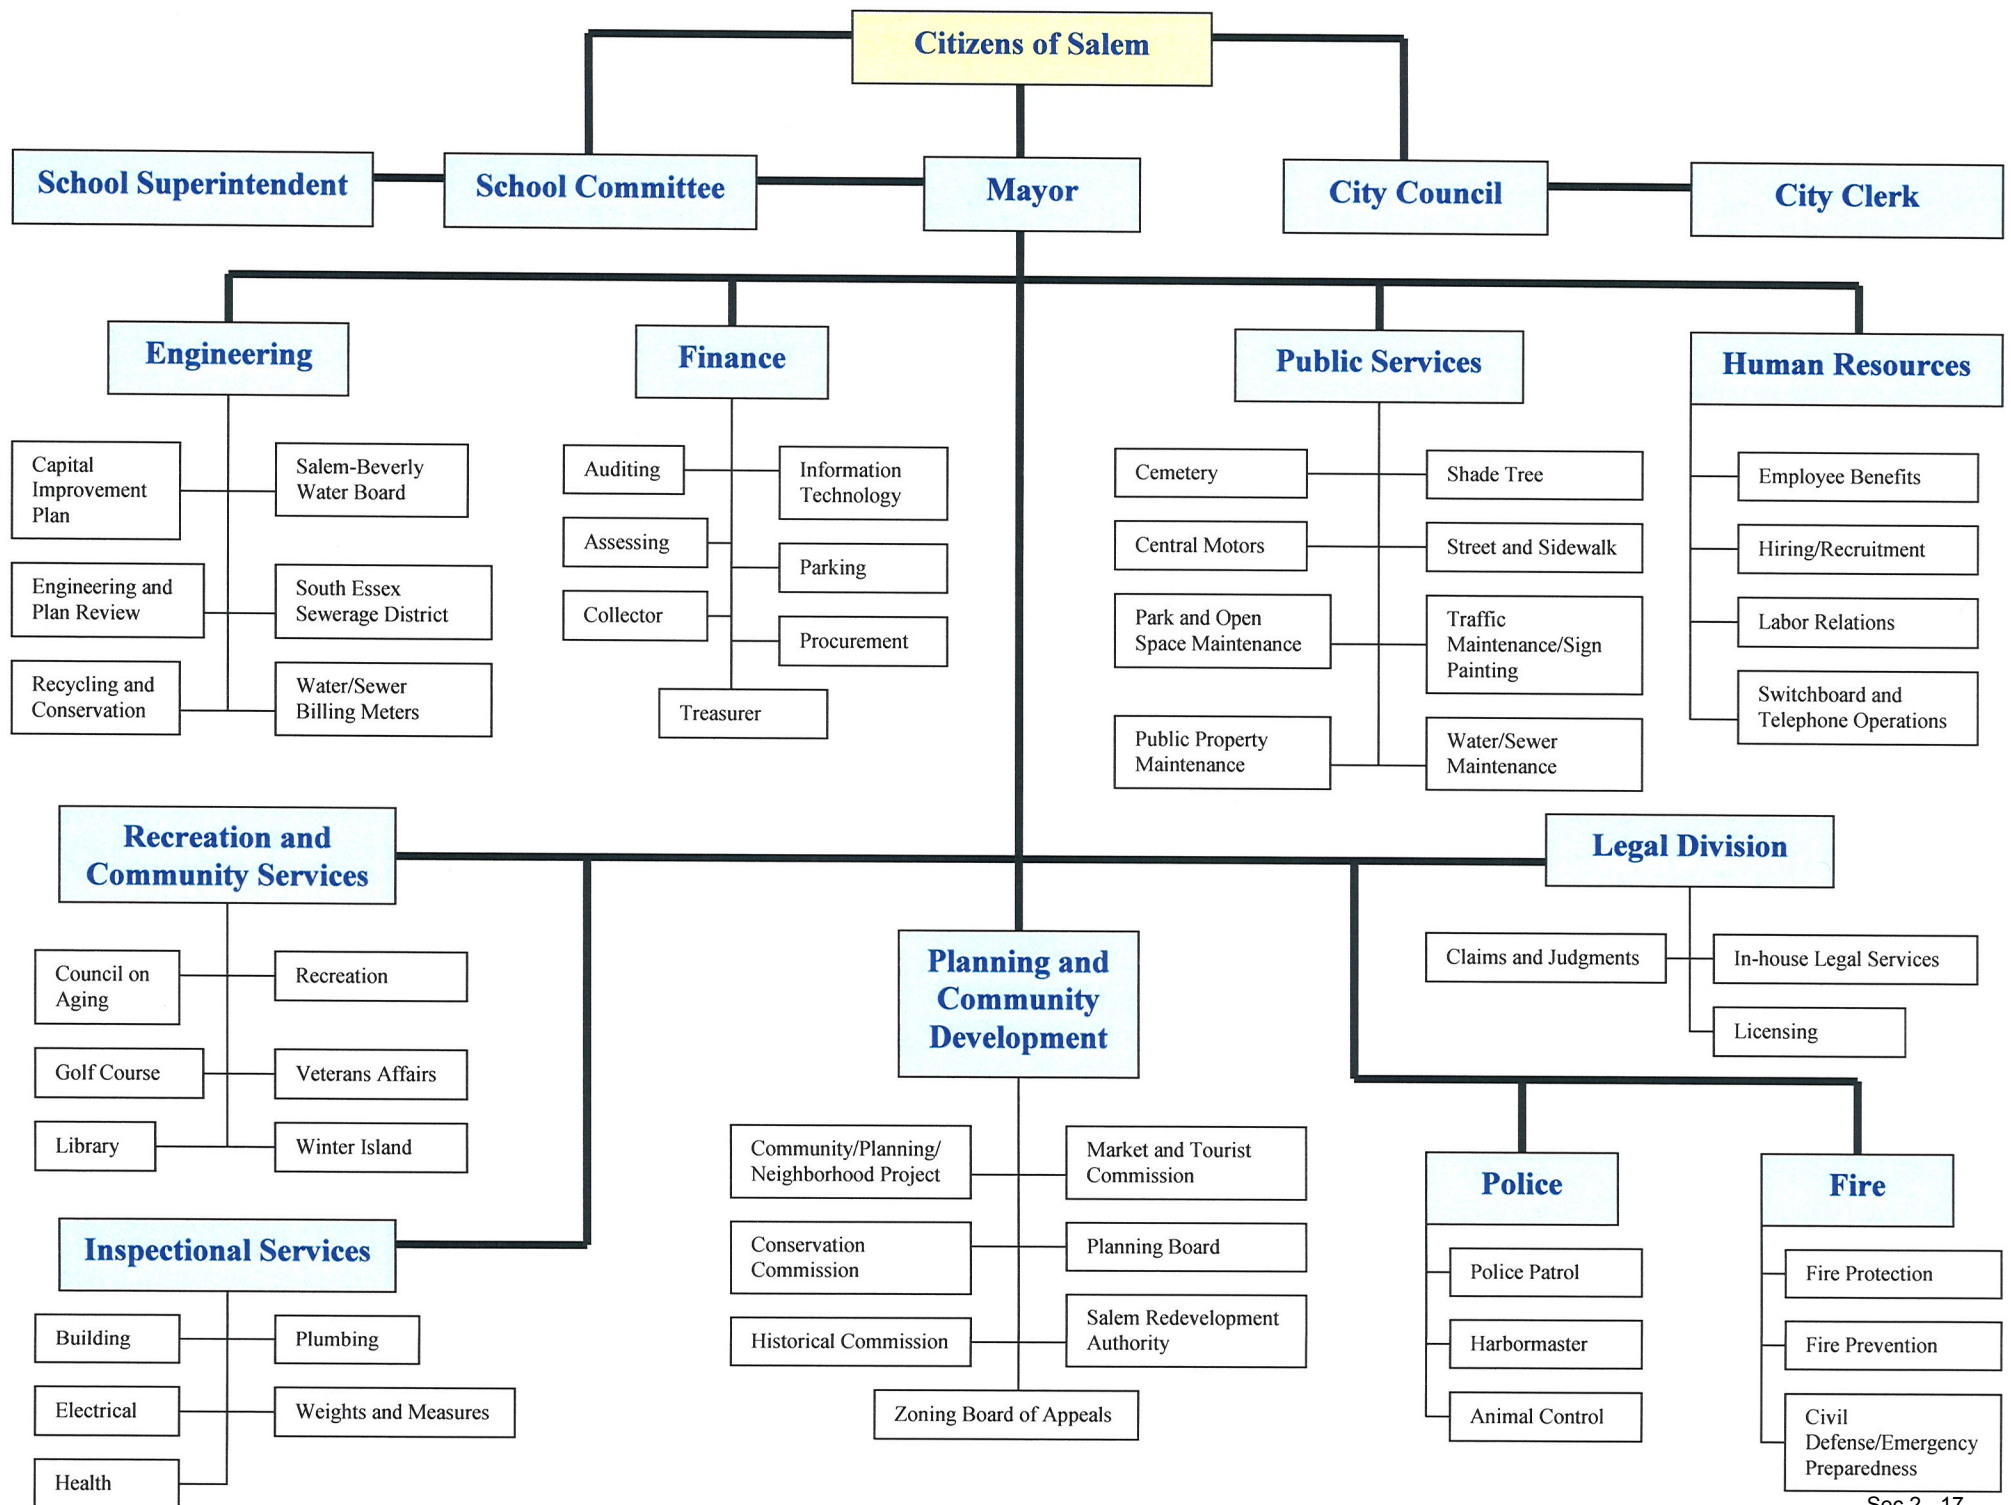 Citizens of Salem
School Superintendent
School Committee
Mayor
City Council
City Clerk
Engineering
Finance
Public Services
Human Resources
Capital
Improvement
Plan
Salem-Beverly
Water Board
Engineering and
Plan Review
South Essex
Sewerage District
Recycling and
Conservation
Water/Sewer
Billing Meters
Auditing
Information
Technology
Assessing
Parking
Collector
Procurement
Treasurer
Cemetery
Shade Tree
Central Motors
Street and Sidewalk
Park and Open
Space Maintenance
Traffic
Maintenance/Sign
Painting
Public Property
Maintenance
Water/Sewer
Maintenance
Employee Benefits
Hiring/Recruitment
Labor Relations
Switchboard and
Telephone Operations
Recreation and
Community Services
Legal Division
Council on
Aging
Recreation
Golf Course
Veterans Affairs
Library
Winter Island
Planning and
Community
Development
Claims and Judgments
In-house Legal Services
Licensing
Inspectional Services
Building
Plumbing
Electrical
Weights and Measures
Health
Community/Planning/
Neighborhood Project
Market and Tourist
Commission
Conservation
Commission
Planning Board
Historical Commission
Salem Redevelopment
Authority
Zoning Board of Appeals
Police
Fire
Police Patrol
Harbormaster
Animal Control
Fire Protection
Fire Prevention
Civil
Defense/Emergency
Preparedness
Sec 2 - 17